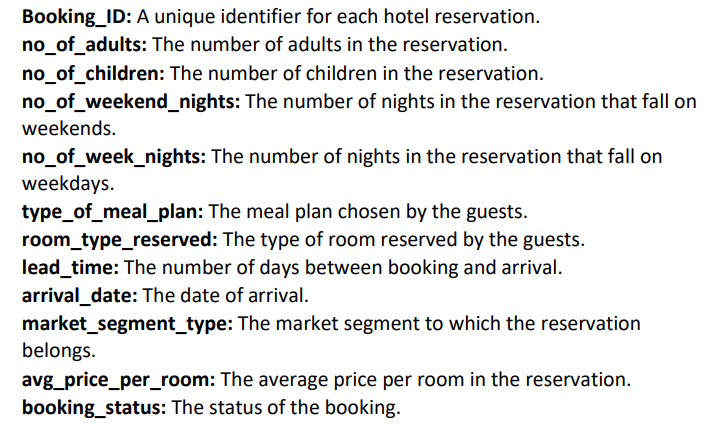 Booking_ID: A unique identifier for each hotel reservation.
no_of_adults: The number of adults in the reservation.
no_of_children: The number of children in the reservation.
no_of_weekend_nights: The number of nights in the reservation that fall on
weekends.
no_of_week_nights: The number of nights in the reservation that fall on
weekdays.
type_of_meal_plan: The meal plan chosen by the guests.
room_type_reserved: The type of room reserved by the guests.
lead_time: The number of days between booking and arrival.
arrival_date: The date of arrival.
market_segment_type: The market segment to which the reservation
belongs.
avg_price_per_room: The average price per room in the reservation.
booking_status: The status of the booking.